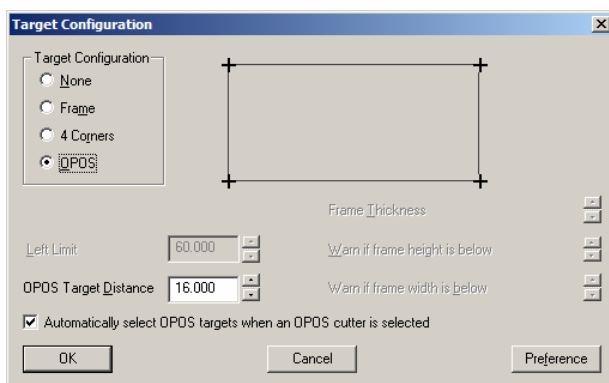 Target Configuration
Target Configuration
None
Frame
4 Corners
OPOS
Frame Thickness
Left Limit 60.000 Warn if frame height is below
OPOS Target Distance 16.000 Warn if frame width is below
Automatically select OPOS targets when an OPOS cutter is selected
OK Cancel Preference